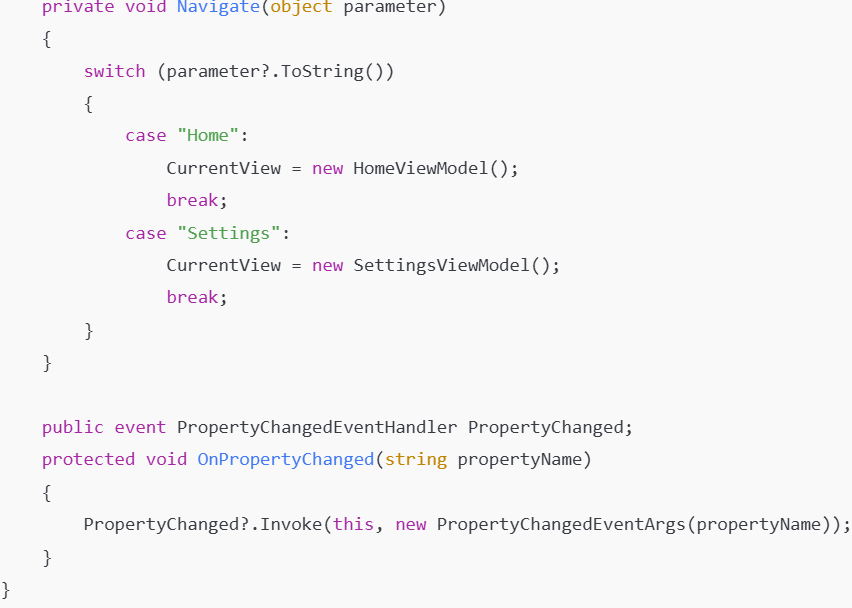 private void Navigate(object parameter)
{
switch (parameter?.ToString())
{
case "Home":
CurrentView = new HomeViewModel();
break;
case "Settings":
CurrentView = new SettingsViewModel();
break;
}
}
public event PropertyChangedEventHandler PropertyChanged;
protected void OnPropertyChanged(string propertyName)
{
PropertyChanged?.Invoke(this, new PropertyChangedEventArgs(propertyName));
}
}